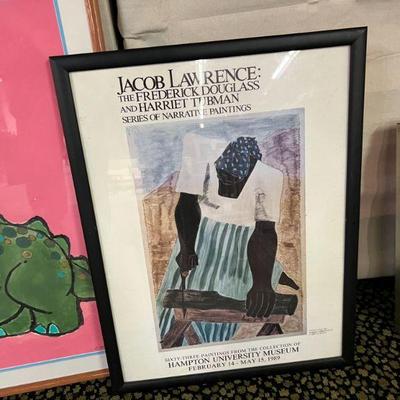 JACOB LAWRENCE:
THE FREDERICK DOUGLASS
AND HARRIET TUBMAN
SERIES OF NARRATIVE PAINTINGS
SIXTY-THREE PAINTINGS FROM THE COLLECTION OF
HAMPTON UNIVERSITY MUSEUM
FEBRUARY 14 – MAY 15, 1989